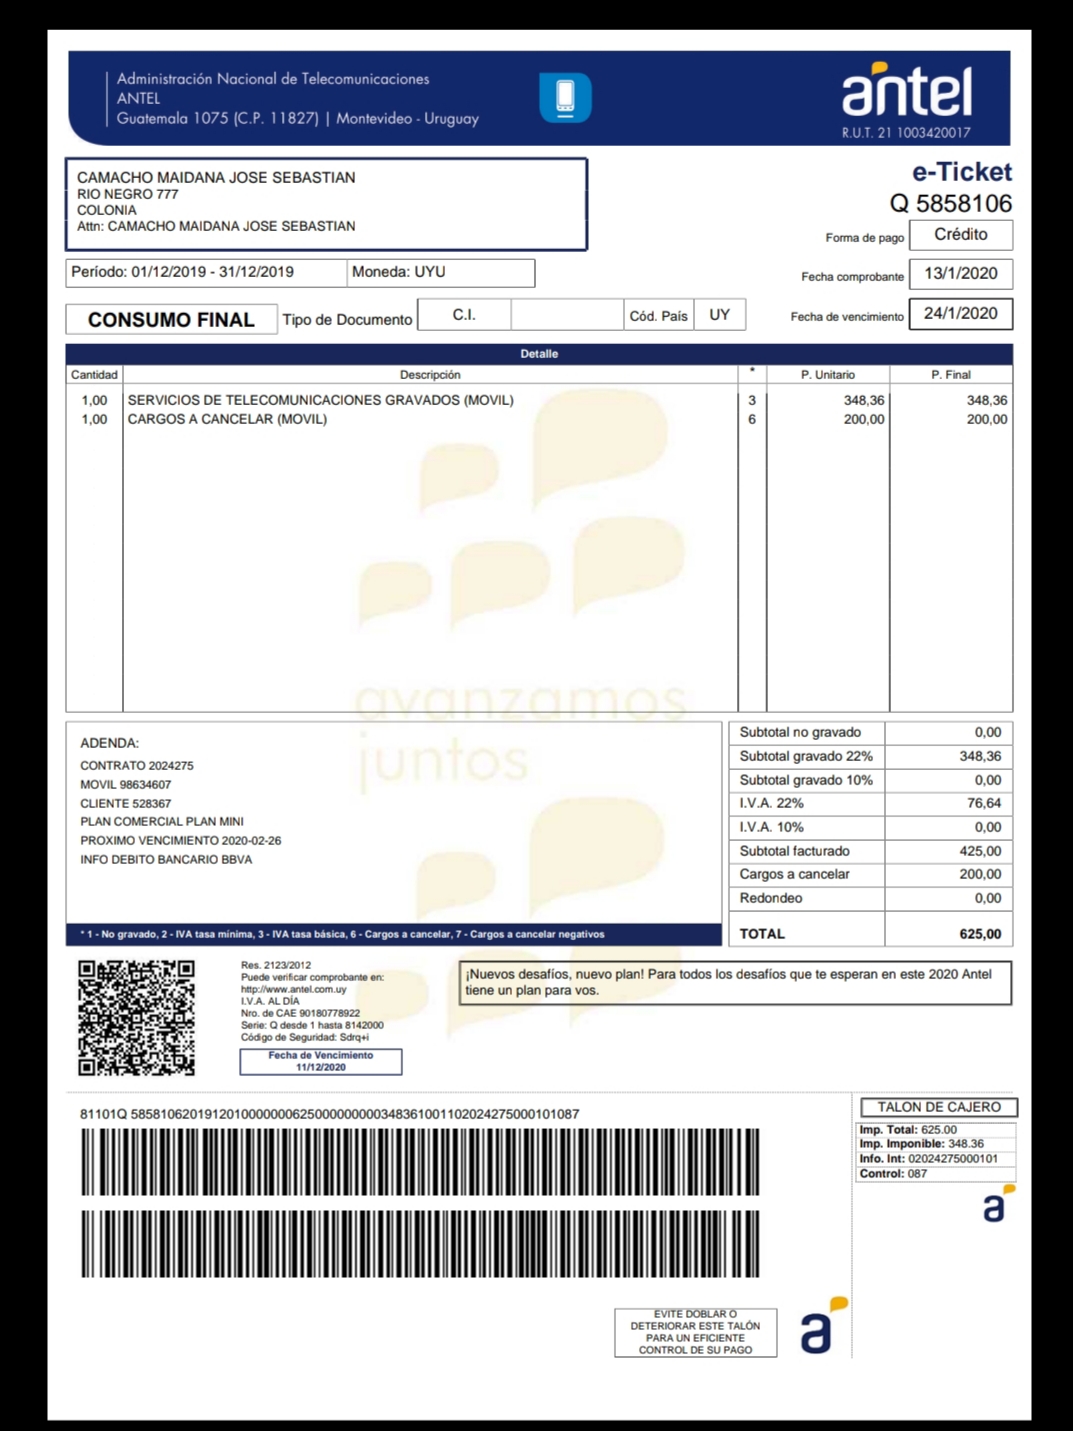 Administración Nacional de Telecomunicaciones
ANTEL
Guatemala 1075 (C.P. 11827) | Montevideo - Uruguay
antel
R.U.T. 21 1003420017
CAMACHO MAIDANA JOSE SEBASTIAN
RIO NEGRO 777
COLONIA
Attn: CAMACHO MAIDANA JOSE SEBASTIAN
e-Ticket
Q 5858106
Forma de pago Crédito
Período: 01/12/2019 - 31/12/2019 Moneda: UYU
Fecha comprobante 13/1/2020
CONSUMO FINAL Tipo de Documento C.I. Cód. País UY
Fecha de vencimiento 24/1/2020
Detalle
Cantidad Descripción * P. Unitario P. Final
1,00 SERVICIOS DE TELECOMUNICACIONES GRAVADOS (MOVIL) 3 348,36 348,36
1,00 CARGOS A CANCELAR (MOVIL) 6 200,00 200,00
avanzamos
juntos
ADENDA:
CONTRATO 2024275
MOVIL 98634607
CLIENTE 528367
PLAN COMERCIAL PLAN MINI
PROXIMO VENCIMIENTO 2020-02-26
INFO DEBITO BANCARIO BBVA
* 1 - No gravado, 2 - IVA tasa mínima, 3 - IVA tasa básica, 6 - Cargos a cancelar, 7 - Cargos a cancelar negativos
Subtotal no gravado 0,00
Subtotal gravado 22% 348,36
Subtotal gravado 10% 0,00
I.V.A. 22% 76,64
I.V.A. 10% 0,00
Subtotal facturado 425,00
Cargos a cancelar 200,00
Redondeo 0,00
TOTAL 625,00
Res. 2123/2012
Puede verificar comprobante en:
http://www.antel.com.uy
I.V.A. AL DÍA
Nro. de CAE 90180778922
Serie: Q desde 1 hasta 8142000
Código de Seguridad: Sdrq+i
Fecha de Vencimiento
11/12/2020
¡Nuevos desafíos, nuevo plan! Para todos los desafíos que te esperan en este 2020 Antel
tiene un plan para vos.
81101Q 5858106201912010000000625000000000348361001102024275000101087
TALON DE CAJERO
Imp. Total: 625.00
Imp. Imponible: 348.36
Info. Int: 02024275000101
Control: 087
a
EVITE DOBLAR O
DETERIORAR ESTE TALÓN
PARA UN EFICIENTE
CONTROL DE SU PAGO
a